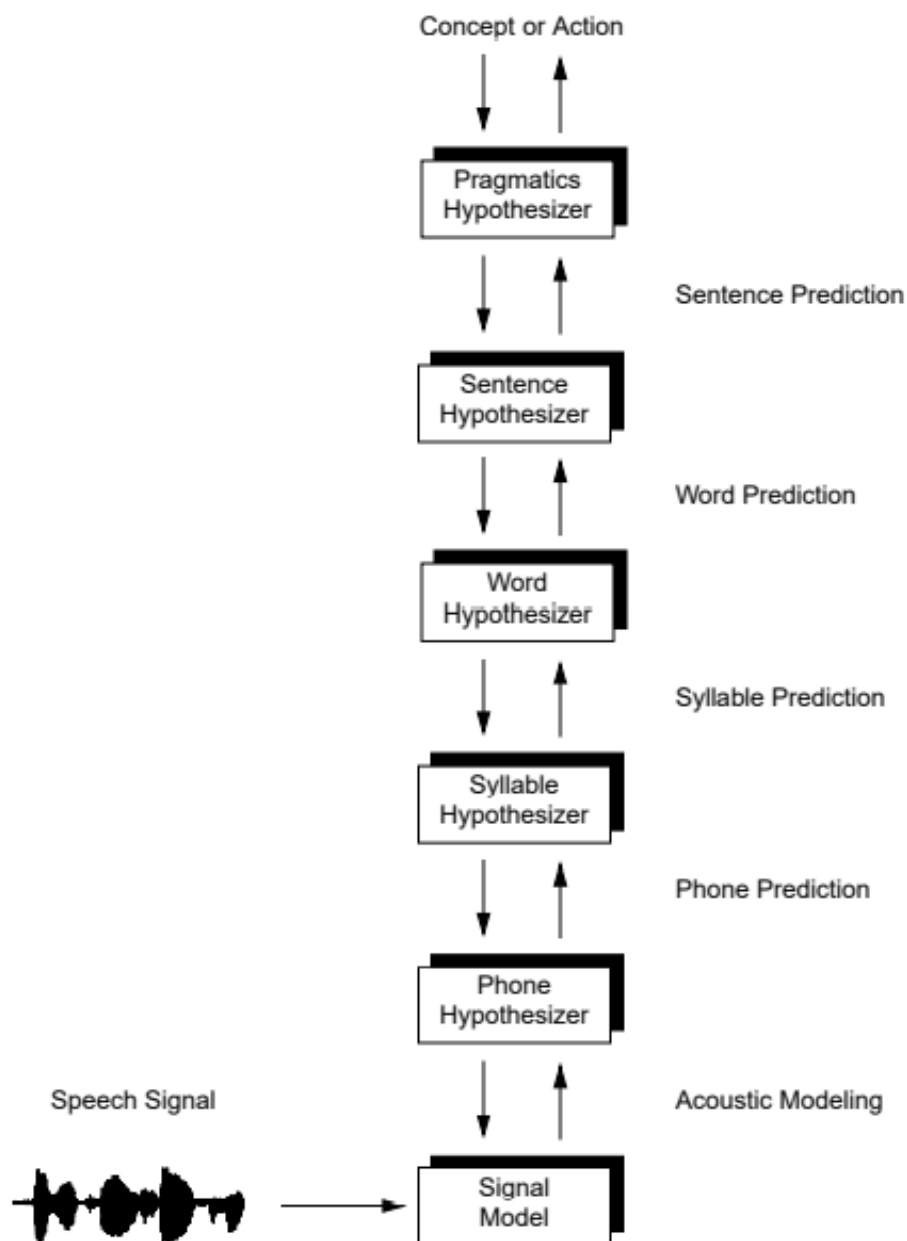 Concept or Action
Pragmatics
Hypothesizer
Sentence Prediction
Sentence
Hypothesizer
Word Prediction
Word
Hypothesizer
Syllable Prediction
Syllable
Hypothesizer
Phone Prediction
Phone
Hypothesizer
Speech Signal
Acoustic Modeling
Signal
Model